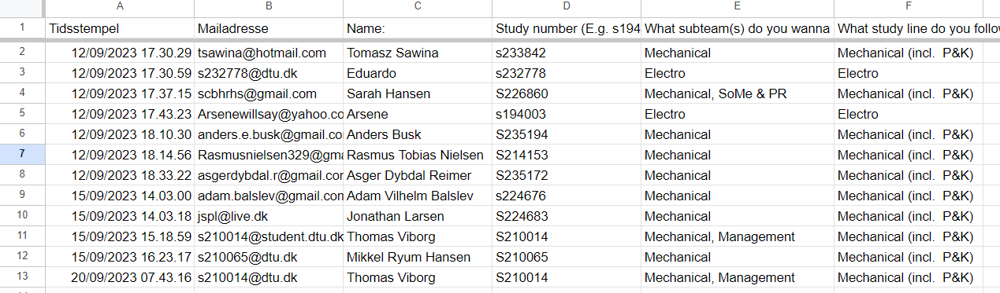 A B C D E F
1 Tidsstempel Mailadresse Name: Study number (E.g. s194 What subteam(s) do you wanna What study line do you follow
2 12/09/2023 17.30.29 tsawina@hotmail.com Tomasz Sawina s233842 Mechanical Mechanical (incl. P&K)
3 12/09/2023 17.30.59 s232778@dtu.dk Eduardo s232778 Electro Electro
4 12/09/2023 17.37.15 scbhrhs@gmail.com Sarah Hansen S226860 Mechanical, SoMe & PR Mechanical (incl. P&K)
5 12/09/2023 17.43.23 Arsenewillsay@yahoo.co Arsene s194003 Electro Electro
6 12/09/2023 18.10.30 anders.e.busk@gmail.co Anders Busk S235194 Mechanical Mechanical (incl. P&K)
7 12/09/2023 18.14.56 Rasmusnielsen329@gma Rasmus Tobias Nielsen S214153 Mechanical Mechanical (incl. P&K)
8 12/09/2023 18.33.22 asgerdybdal.r@gmail.com Asger Dybdal Reimer S235172 Mechanical Mechanical (incl. P&K)
9 15/09/2023 14.03.00 adam.balslev@gmail.com Adam Vilhelm Balslev s224676 Mechanical Mechanical (incl. P&K)
10 15/09/2023 14.03.18 jspl@live.dk Jonathan Larsen S224683 Mechanical Mechanical (incl. P&K)
11 15/09/2023 15.18.59 s210014@student.dtu.dk Thomas Viborg S210014 Mechanical, Management Mechanical (incl. P&K)
12 15/09/2023 16.23.17 s210065@dtu.dk Mikkel Ryum Hansen S210065 Mechanical Mechanical (incl. P&K)
13 20/09/2023 07.43.16 s210014@dtu.dk Thomas Viborg S210014 Mechanical, Management Mechanical (incl. P&K)